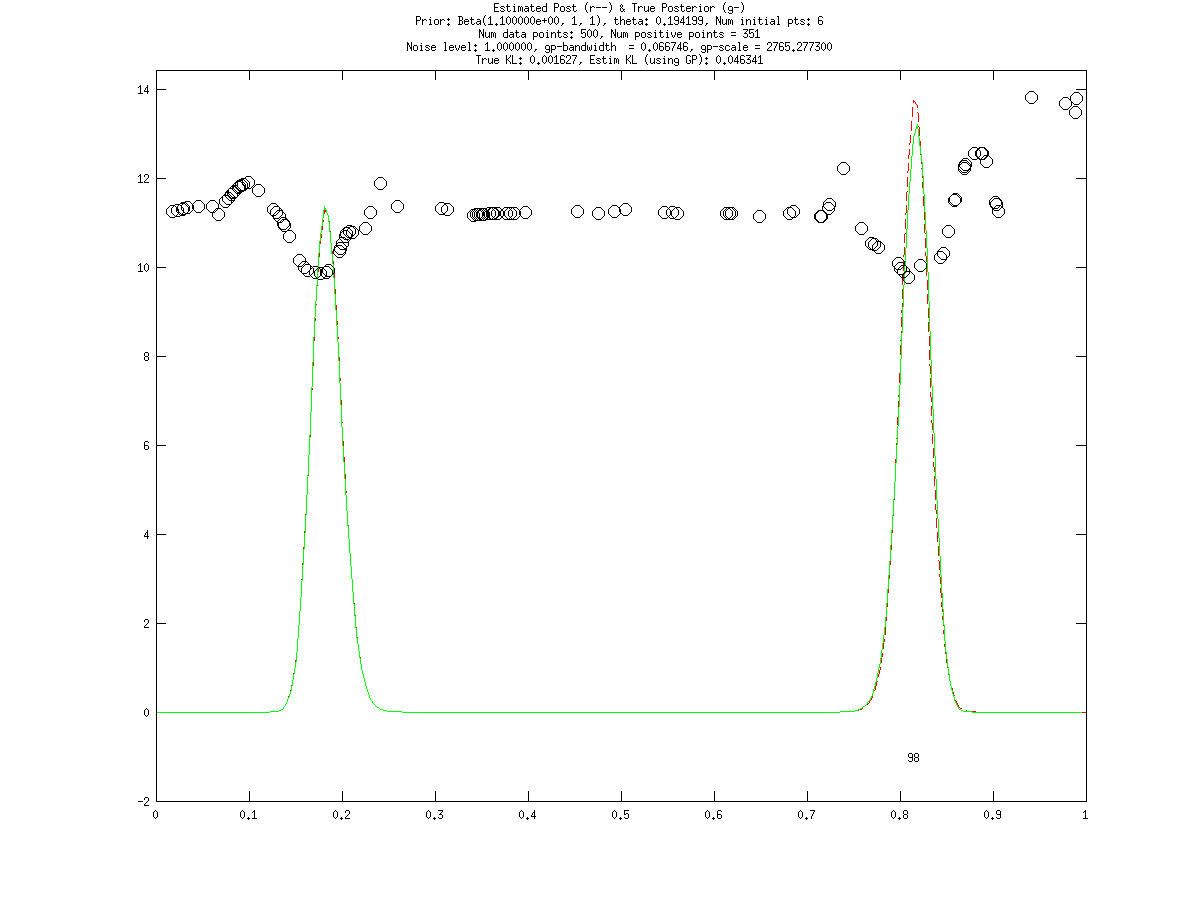 Estimated Post (r--) & True Posterior (g-)
Prior: Beta(1.100000e+00, 1, 1), theta: 0.194199, Num initial pts: 6
Num data points: 500, Num positive points = 351
Noise level: 1.000000, gp-bandwidth  = 0.066746, gp-scale = 2765.277300
True KL: 0.001627, Estim KL (using GP): 0.046341
14
12
10
8
6
4
2
0
98
-2
0 0.1 0.2 0.3 0.4 0.5 0.6 0.7 0.8 0.9 1